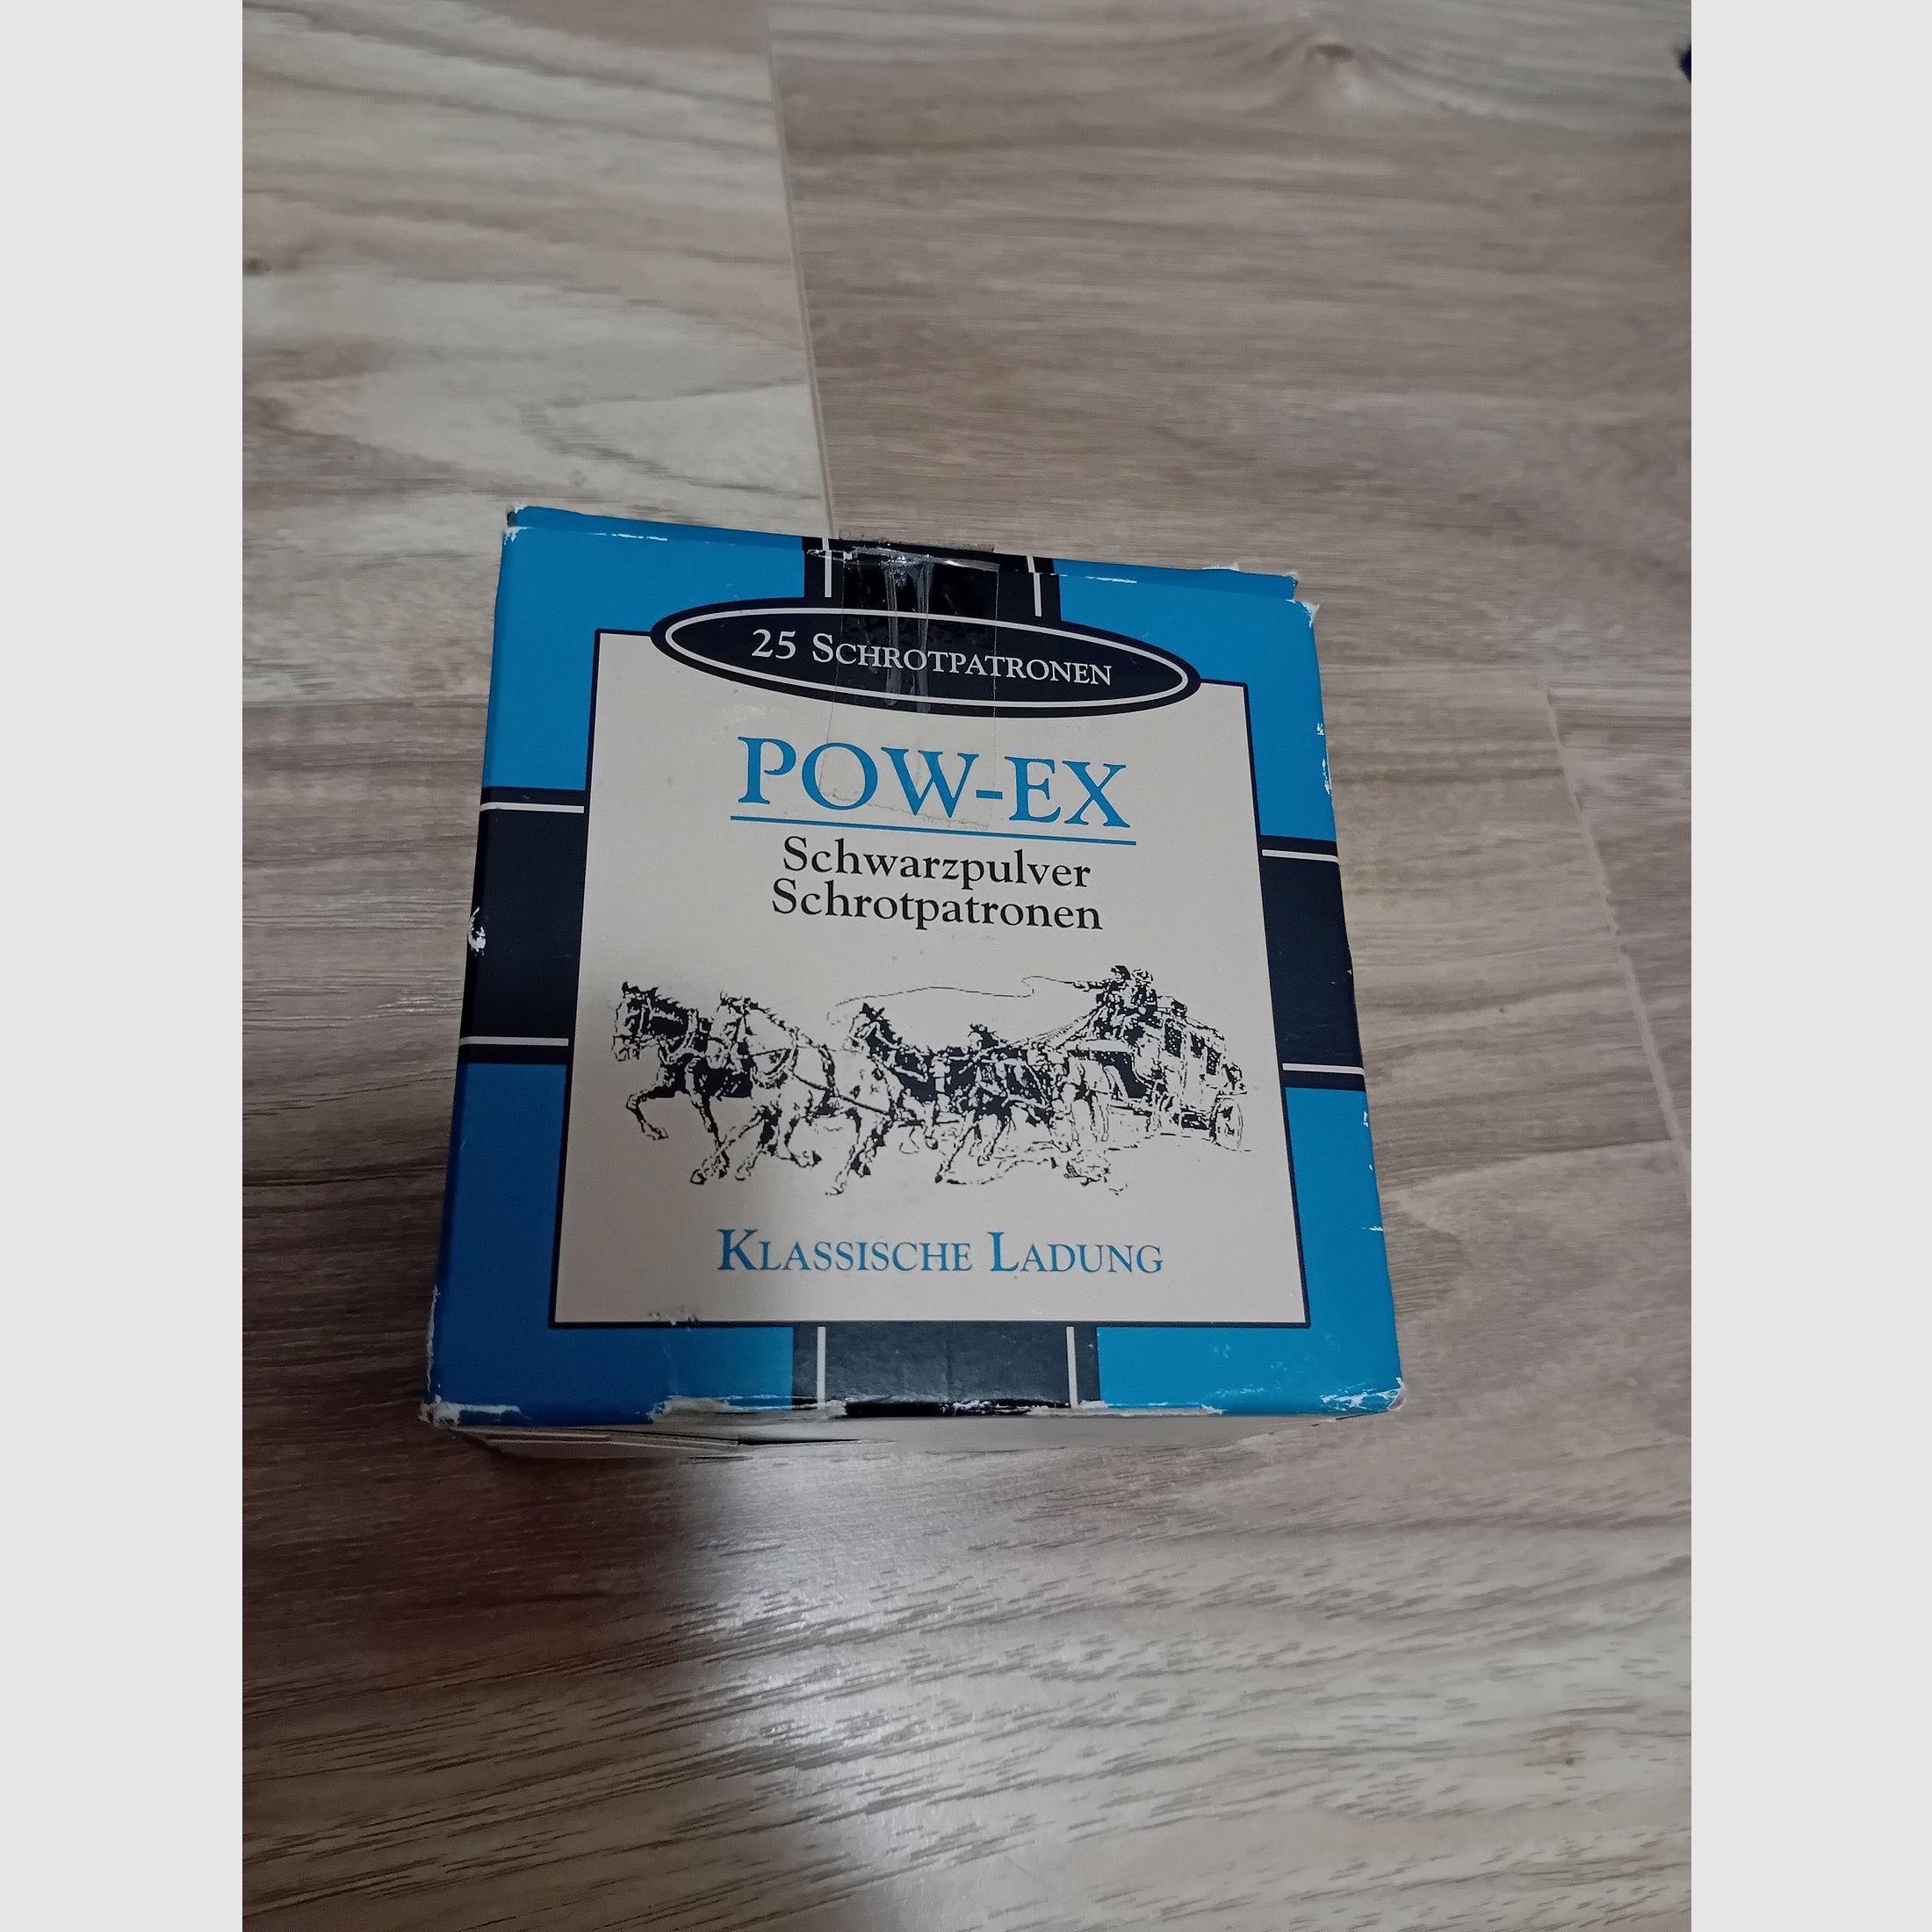 25 SCHROTPATRONEN
POW-EX
Schwarzpulver
Schrotpatronen
KLASSISCHE LADUNG